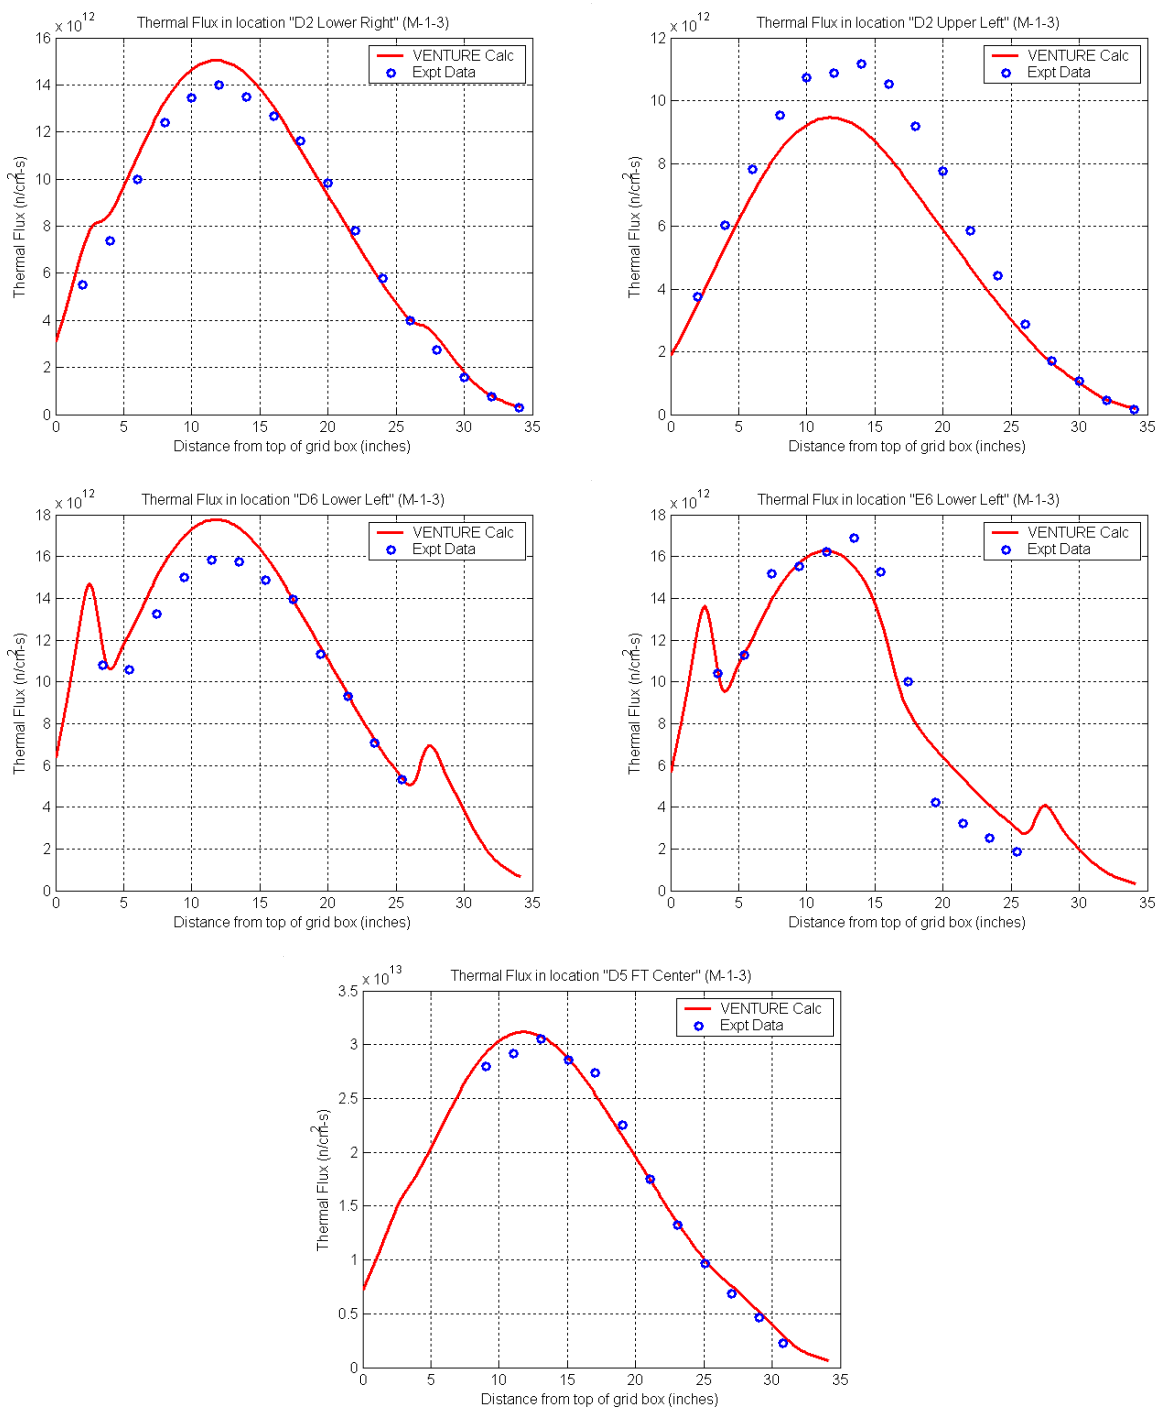 Thermal Flux in location "D2 Lower Right" (M-1-3)
x 10^12
VENTURE Calc
Expt Data
Thermal Flux (n/cm^2-s)
16
14
12
10
8
6
4
2
0
0 5 10 15 20 25 30 35
Distance from top of grid box (inches)
Thermal Flux in location "D2 Upper Left" (M-1-3)
x 10^12
VENTURE Calc
Expt Data
Thermal Flux (n/cm^2-s)
12
10
8
6
4
2
0
0 5 10 15 20 25 30 35
Distance from top of grid box (inches)
Thermal Flux in location "D6 Lower Left" (M-1-3)
x 10^12
VENTURE Calc
Expt Data
Thermal Flux (n/cm^2-s)
18
16
14
12
10
8
6
4
2
0
0 5 10 15 20 25 30 35
Distance from top of grid box (inches)
Thermal Flux in location "E6 Lower Left" (M-1-3)
x 10^12
VENTURE Calc
Expt Data
Thermal Flux (n/cm^2-s)
18
16
14
12
10
8
6
4
2
0
0 5 10 15 20 25 30 35
Distance from top of grid box (inches)
Thermal Flux in location "D5 FT Center" (M-1-3)
x 10^13
VENTURE Calc
Expt Data
Thermal Flux (n/cm^2-s)
3.5
3
2.5
2
1.5
1
0.5
0
0 5 10 15 20 25 30 35
Distance from top of grid box (inches)